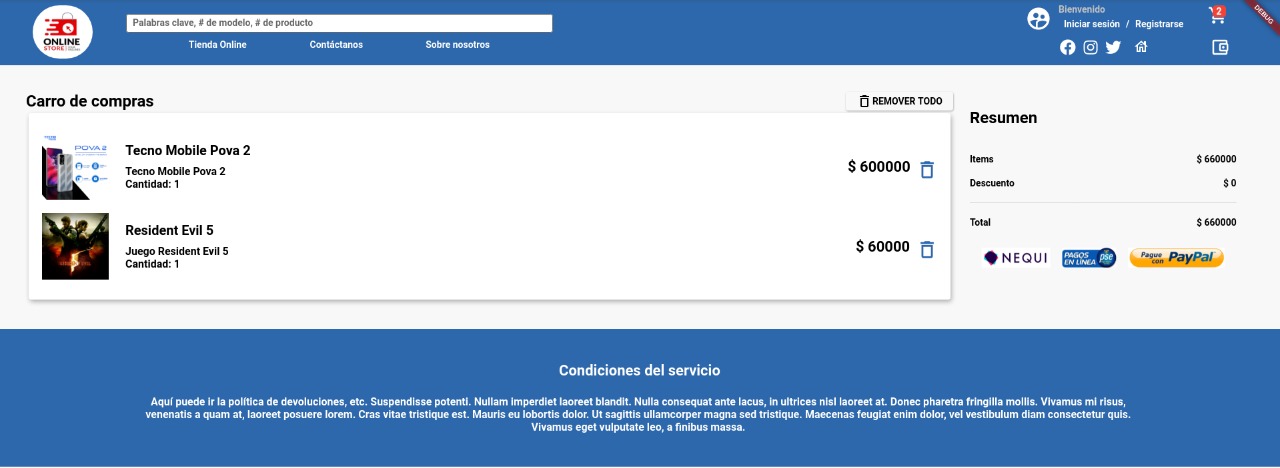 ONLINE
STORE
Palabras clave, # de modelo, # de producto
Tienda Online
Contáctanos
Sobre nosotros
Bienvenido
Iniciar sesión / Registrarse
2
DEBUG
Carro de compras
REMOVER TODO
POVA 2
Tecno Mobile Pova 2
Tecno Mobile Pova 2
Cantidad: 1
$ 600000
Resident Evil 5
Juego Resident Evil 5
Cantidad: 1
$ 60000
Resumen
Items $ 660000
Descuento $ 0
Total $ 660000
NEQUI
PAGOS
EN LÍNEA
pse
Pague
con PayPal
Condiciones del servicio
Aquí puede ir la política de devoluciones, etc. Suspendisse potenti. Nullam imperdiet laoreet blandit. Nulla consequat ante lacus, in ultrices nisl laoreet at. Donec pharetra fringilla mollis. Vivamus mi risus,
venenatis a quam at, laoreet posuere lorem. Cras vitae tristique est. Mauris eu lobortis dolor. Ut sagittis ullamcorper magna sed tristique. Maecenas feugiat enim dolor, vel vestibulum diam consectetur quis.
Vivamus eget vulputate leo, a finibus massa.